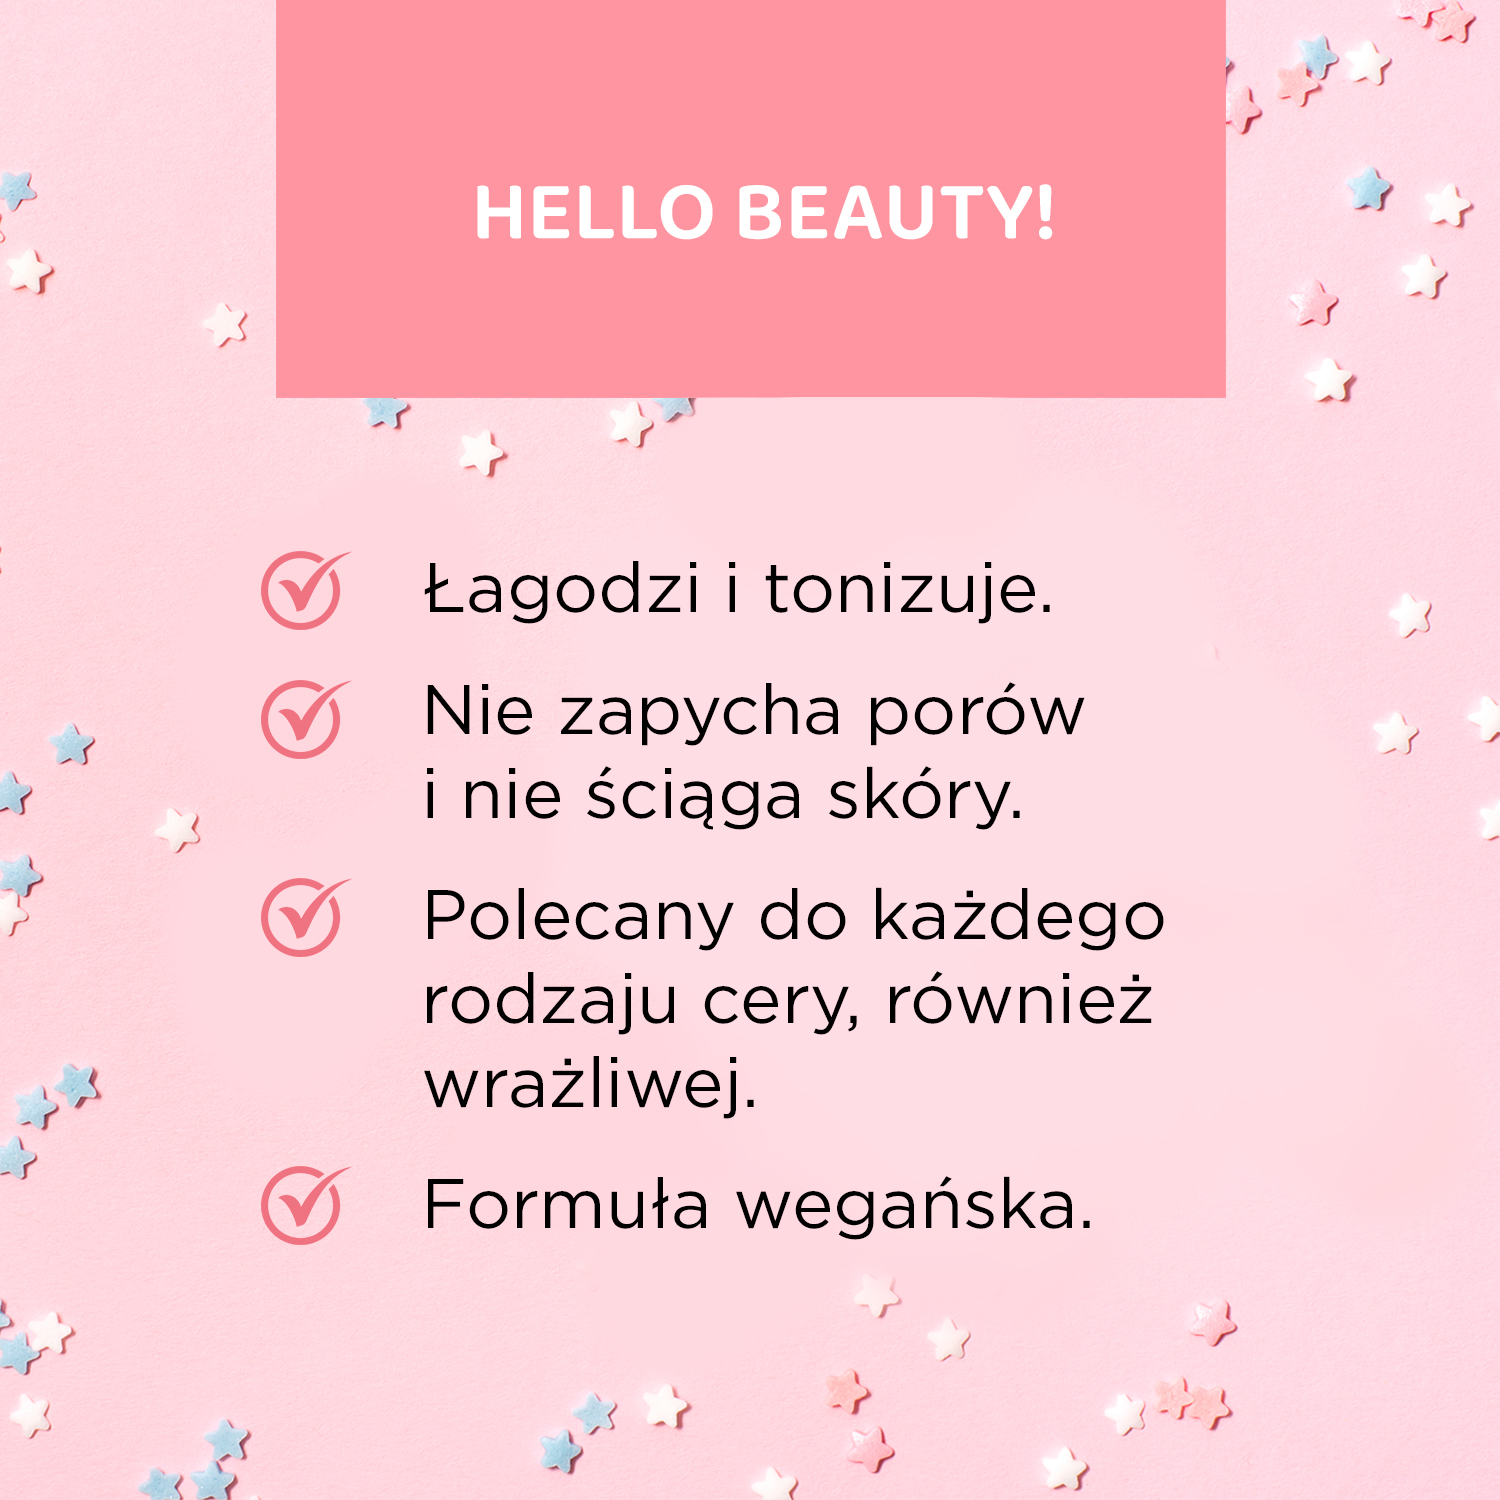 HELLO BEAUTY!
Łagodzi i tonizuje.
Nie zapycha porów
i nie ściąga skóry.
Polecany do każdego
rodzaju cery, również
wrażliwej.
Formuła wegańska.